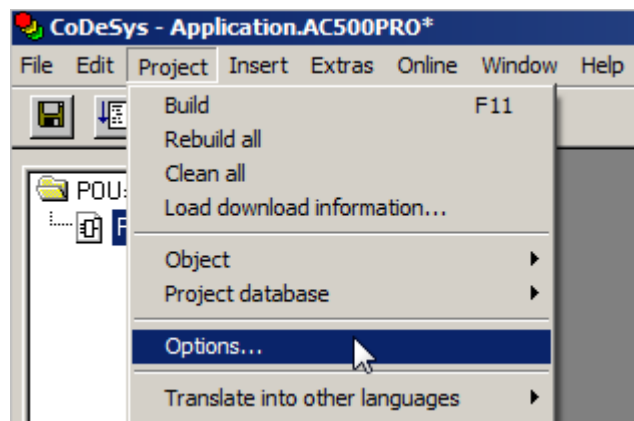 CoDeSys - Application.AC500PRO*
File Edit Project Insert Extras Online Window Help
Build F11
Rebuild all
Clean all
Load download information...
POU
Object
Project database
Options...
Translate into other languages